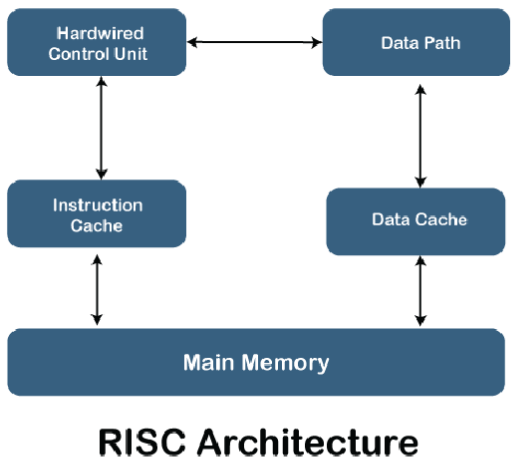 Hardwired
Control Unit
Data Path
Instruction
Cache
Data Cache
Main Memory
RISC Architecture